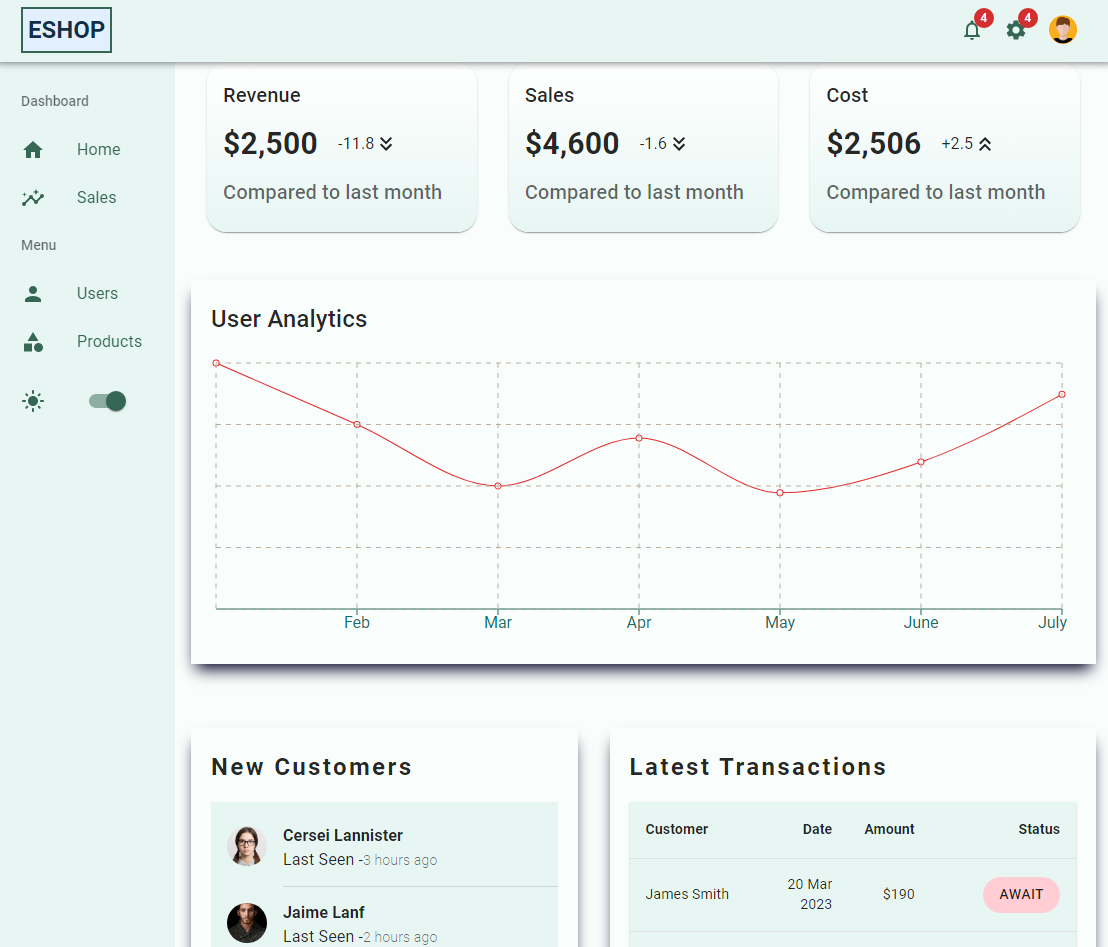 ESHOP
4
4
Dashboard
Home
Sales
Menu
Users
Products
Revenue
$2,500 -11.8
Compared to last month
Sales
$4,600 -1.6
Compared to last month
Cost
$2,506 +2.5
Compared to last month
User Analytics
Feb Mar Apr May June July
New Customers
Cersei Lannister
Last Seen -3 hours ago
Jaime Lanf
Last Seen -2 hours ago
Latest Transactions
Customer Date Amount Status
James Smith 20 Mar 2023 $190 AWAIT